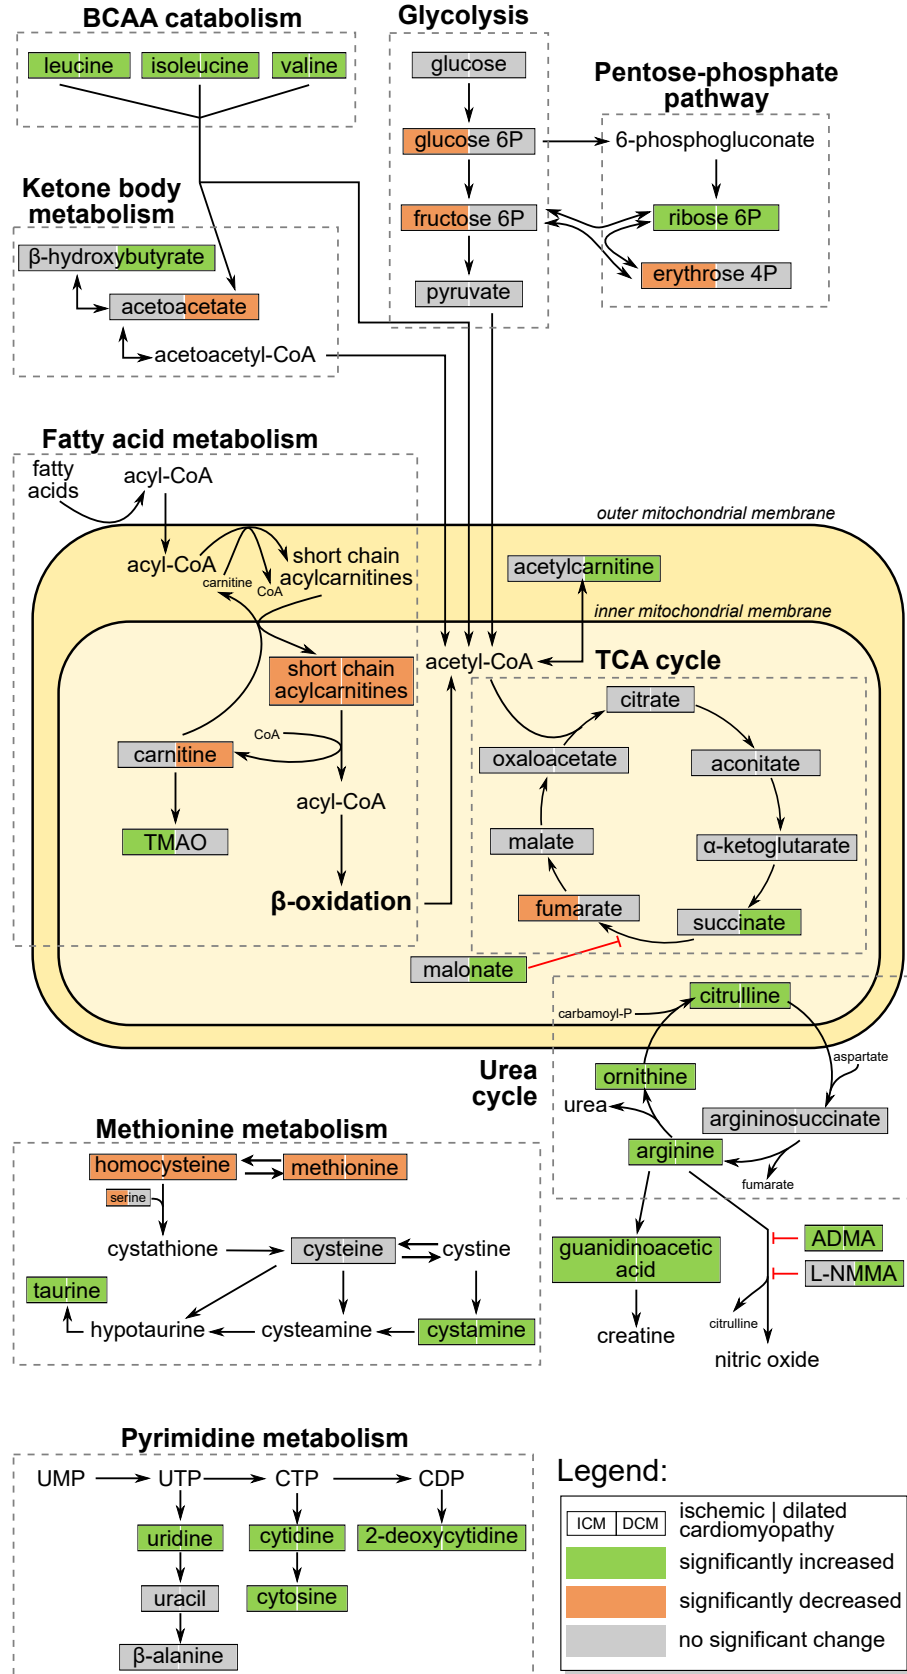 BCAA catabolism
leucine
isoleucine
valine
Glycolysis
glucose
glucose 6P
fructose 6P
pyruvate
Pentose-phosphate
pathway
6-phosphogluconate
ribose 6P
erythrose 4P
Ketone body
metabolism
β-hydroxybutyrate
acetoacetate
acetoacetyl-CoA
Fatty acid metabolism
fatty
acids
acyl-CoA
outer mitochondrial membrane
acyl-CoA
carnitine
CoA
short chain
acylcarnitines
acetylcarnitine
inner mitochondrial membrane
short chain
acylcarnitines
acetyl-CoA
TCA cycle
citrate
CoA
carnitine
oxaloacetate
aconitate
acyl-CoA
TMAO
malate
α-ketoglutarate
β-oxidation
fumarate
succinate
malonate
citrulline
carbamoyl-P
Urea
cycle
ornithine
aspartate
urea
argininosuccinate
arginine
fumarate
Methionine metabolism
homocysteine
methionine
serine
cystathione
cysteine
cystine
taurine
hypotaurine
cysteamine
cystamine
guanidinoacetic
acid
creatine
ADMA
L-NMMA
citrulline
nitric oxide
Pyrimidine metabolism
UMP
UTP
CTP
CDP
uridine
cytidine
2-deoxycytidine
uracil
cytosine
β-alanine
Legend:
ICM
DCM
ischemic | dilated
cardiomyopathy
significantly increased
significantly decreased
no significant change